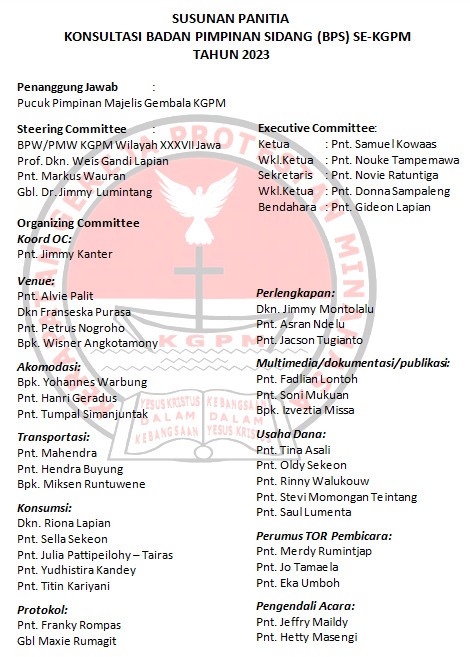 SUSUNAN PANITIA
KONSULTASI BADAN PIMPINAN SIDANG (BPS) SE-KGPM
TAHUN 2023
Penanggung Jawab :
Pucuk Pimpinan Majelis Gembala KGPM
Steering Committee :
BPW/PMW KGPM Wilayah XXXVII Jawa
Prof. Dkn. Weis Gandi Lapian
Pnt. Markus Wauran
Gbl. Dr. Jimmy Lumintang
Executive Committee:
Ketua : Pnt. Samuel Kowaas
Wkl.Ketua : Pnt. Nouke Tampemawa
Sekretaris : Pnt. Novie Ratuntiga
Wkl.Ketua : Pnt. Donna Sampaleng
Bendahara : Pnt. Gideon Lapian
Organizing Committee
Koord OC:
Pnt. Jimmy Kanter
Venue:
Pnt. Alvie Palit
Dkn Franseska Purasa
Pnt. Petrus Nogroho
Bpk. Wisner Angkotamony
Akomodasi:
Bpk. Yohannes Warbung
Pnt. Hanri Geradus
Pnt. Tumpal Simanjuntak
Transportasi:
Pnt. Mahendra
Pnt. Hendra Buyung
Bpk. Miksen Runtuwene
Konsumsi:
Dkn. Riona Lapian
Pnt. Sella Sekeon
Pnt. Julia Pattipeilohy – Tairas
Pnt. Yudhistira Kandey
Pnt. Titin Kariyani
Protokol:
Pnt. Franky Rompas
Gbl Maxie Rumagit
Perlengkapan:
Dkn. Jimmy Montolalu
Pnt. Asran Ndelu
Pnt. Jacson Tugianto
Multimedia/dokumentasi/publikasi:
Pnt. Fadlian Lontoh
Pnt. Soni Mukuan
Bpk. Izveztia Missa
Usaha Dana:
Pnt. Tina Asali
Pnt. Oldy Sekeon
Pnt. Rinny Walukouw
Pnt. Stevi Momongan Teintang
Pnt. Saul Lumenta
Perumus TOR Pembicara:
Pnt. Merdy Rumintjap
Pnt. Jo Tamaela
Pnt. Eka Umboh
Pengendali Acara:
Pnt. Jeffry Maildy
Pnt. Hetty Masengi
KGPM
YESUS KRISTUS KEBANGSAAN
DALAM DALAM
KEBANGSAAN YESUS KRISTUS